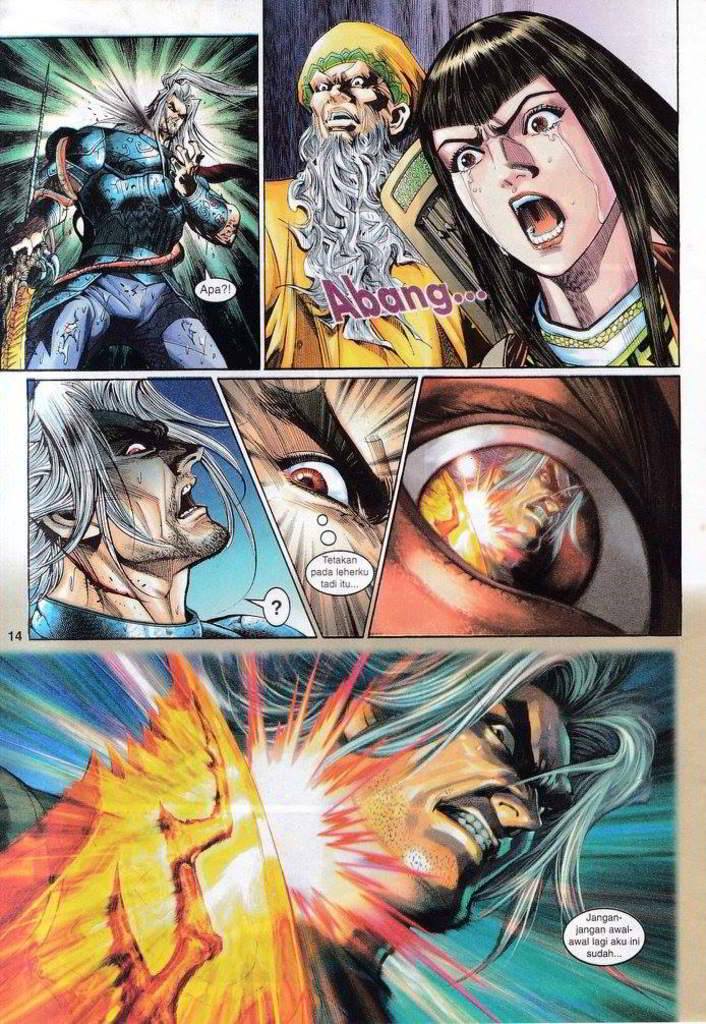 Apa?!
Abang...
?
Tetakan
pada leherku
tadi itu...
14
Jangan-
jangan awal-
awal lagi aku ini
sudah...